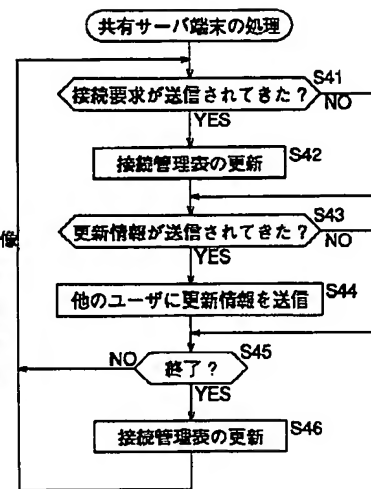 共有サーバ端末の処理
接続要求が送信されてきた？
S41
NO
YES
接続管理表の更新
S42
更新情報が送信されてきた？
S43
NO
YES
像
他のユーザに更新情報を送信
S44
NO
終了？
S45
YES
接続管理表の更新
S46